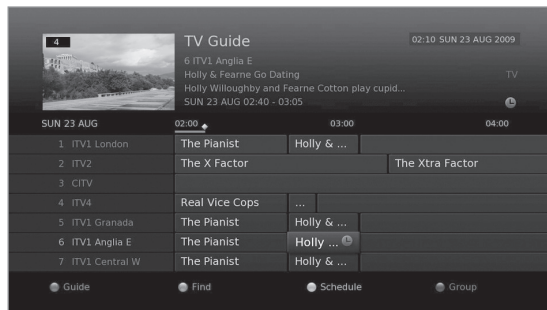 4
TV Guide
02:10 SUN 23 AUG 2009
6 ITV1 Anglia E
Holly & Fearne Go Dating
TV
Holly Willoughby and Fearne Cotton play cupid...
SUN 23 AUG 02:40 - 03:05
SUN 23 AUG 02:00 03:00 04:00
1 ITV1 London The Pianist Holly & ...
2 ITV2 The X Factor The Xtra Factor
3 CITV
4 ITV4 Real Vice Cops ...
5 ITV1 Granada The Pianist Holly & ...
6 ITV1 Anglia E The Pianist Holly ...
7 ITV1 Central W The Pianist Holly & ...
Guide Find Schedule Group